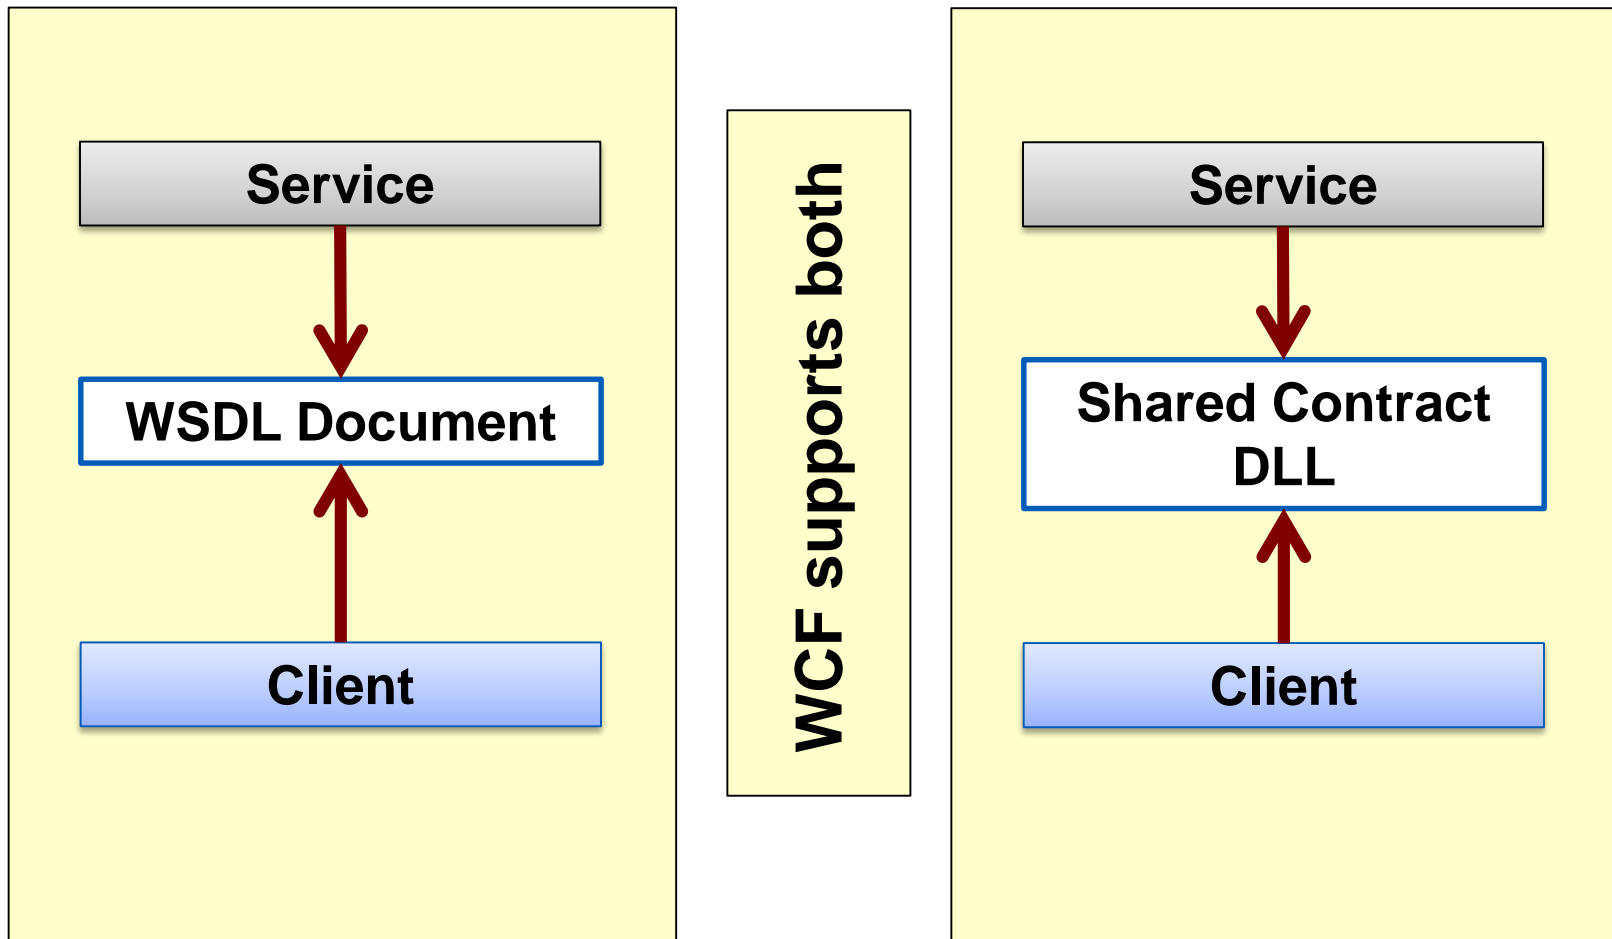 Service
WSDL Document
Client
WCF supports both
Service
Shared Contract
DLL
Client